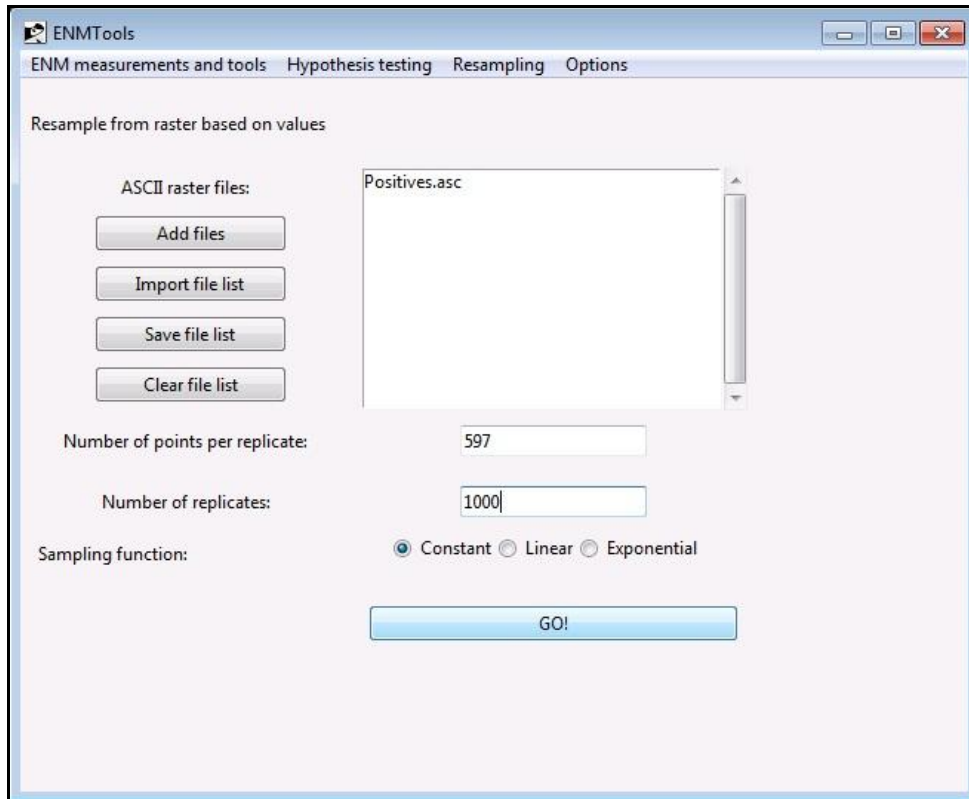 ENMTools
ENM measurements and tools Hypothesis testing Resampling Options
Resample from raster based on values
ASCII raster files:
Positives.asc
Add files
Import file list
Save file list
Clear file list
Number of points per replicate:
597
Number of replicates:
1000
Sampling function:
Constant Linear Exponential
GO!